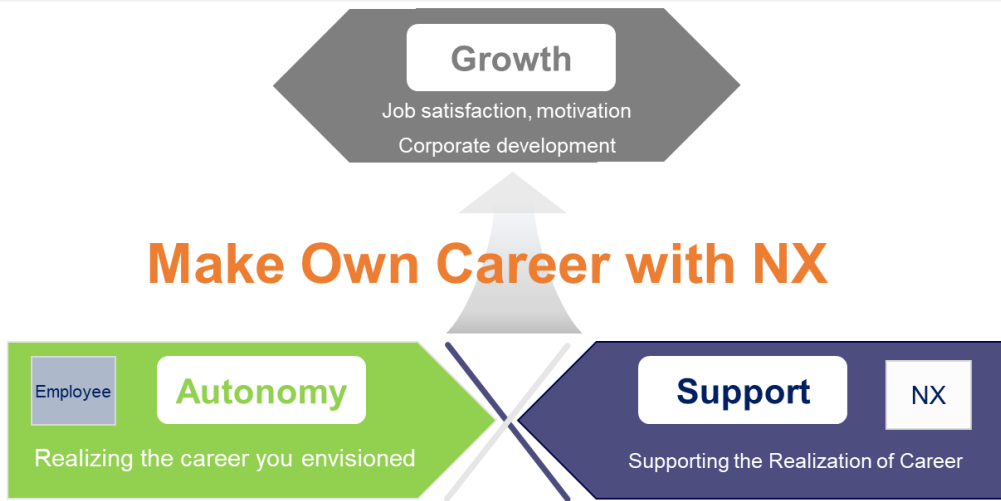 Growth
Job satisfaction, motivation
Corporate development
Make Own Career with NX
Employee
Autonomy
Realizing the career you envisioned
Support
NX
Supporting the Realization of Career